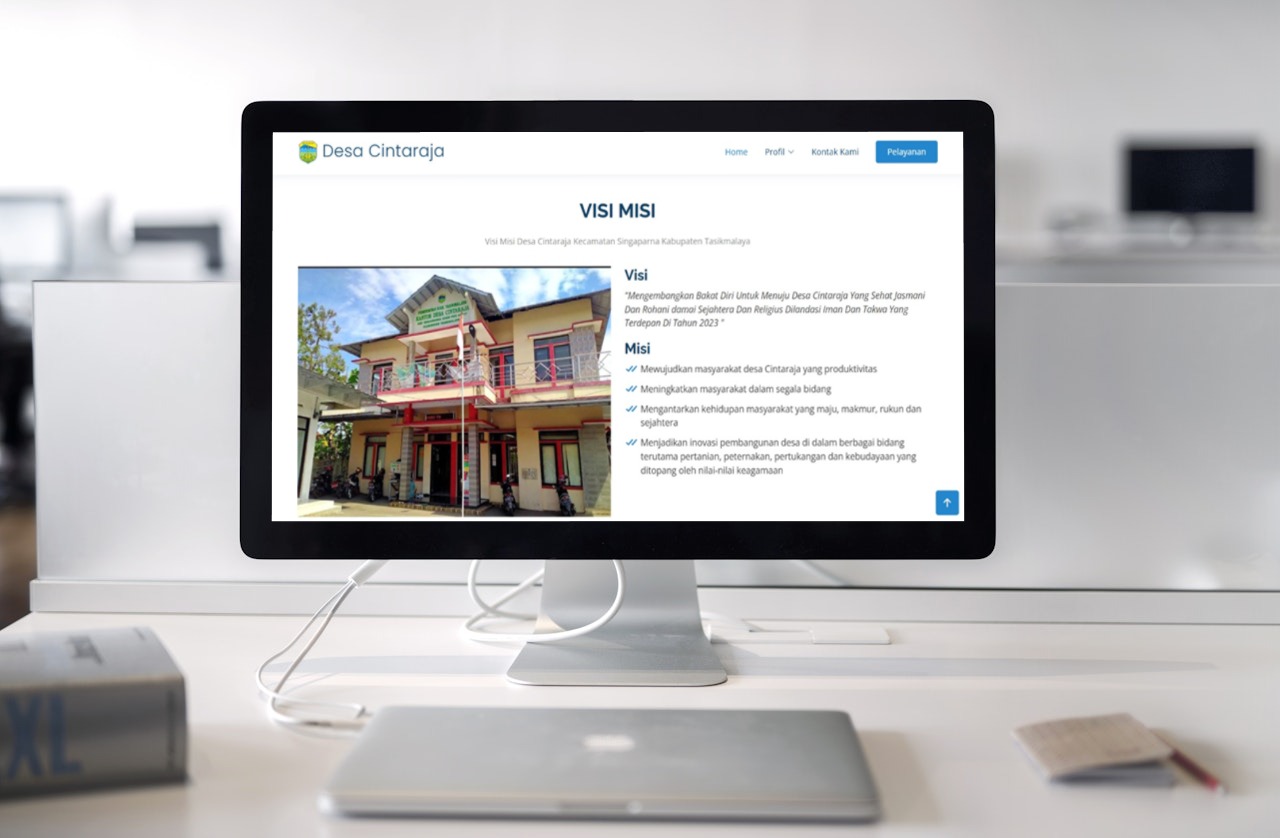 Desa Cintaraja
Home
Profil
Kontak Kami
Pelayanan
VISI MISI
Visi Misi Desa Cintaraja Kecamatan Singaparna Kabupaten Tasikmalaya
KANTOR DESA CINTARAJA
Visi
"Mengembangkan Bakat Diri Untuk Menuju Desa Cintaraja Yang Sehat Jasmani
Dan Rohani damai Sejahtera Dan Religius Dilandasi Iman Dan Takwa Yang
Terdepan Di Tahun 2023 "
Misi
Mewujudkan masyarakat desa Cintaraja yang produktivitas
Meningkatkan masyarakat dalam segala bidang
Mengantarkan kehidupan masyarakat yang maju, makmur, rukun dan
sejahtera
Menjadikan inovasi pembangunan desa di dalam berbagai bidang
terutama pertanian, peternakan, pertukangan dan kebudayaan yang
ditopang oleh nilai-nilai keagamaan
XL